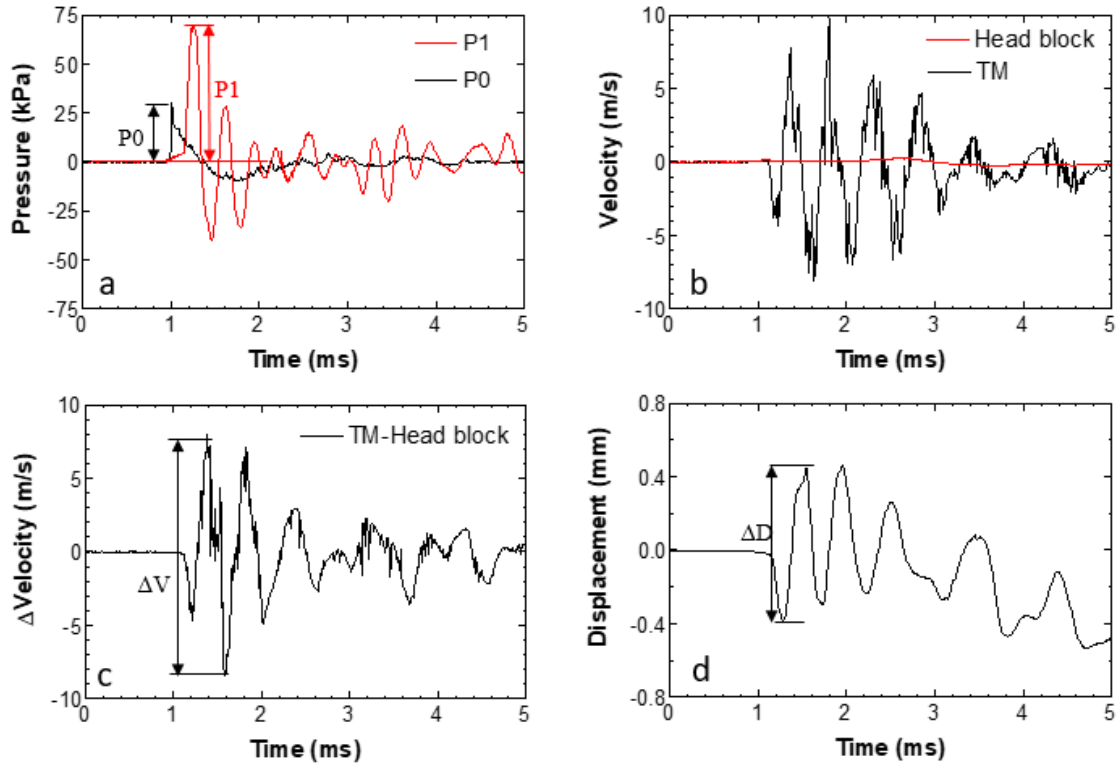 75
50
25
0
-25
-50
-75
Pressure (kPa)
P1
P0
P1
P0
a
0 1 2 3 4 5
Time (ms)
10
5
0
-5
-10
Velocity (m/s)
Head block
TM
b
0 1 2 3 4 5
Time (ms)
10
5
0
-5
-10
ΔVelocity (m/s)
TM-Head block
ΔV
c
0 1 2 3 4 5
Time (ms)
0.8
0.4
0.0
-0.4
-0.8
Displacement (mm)
ΔD
d
0 1 2 3 4 5
Time (ms)